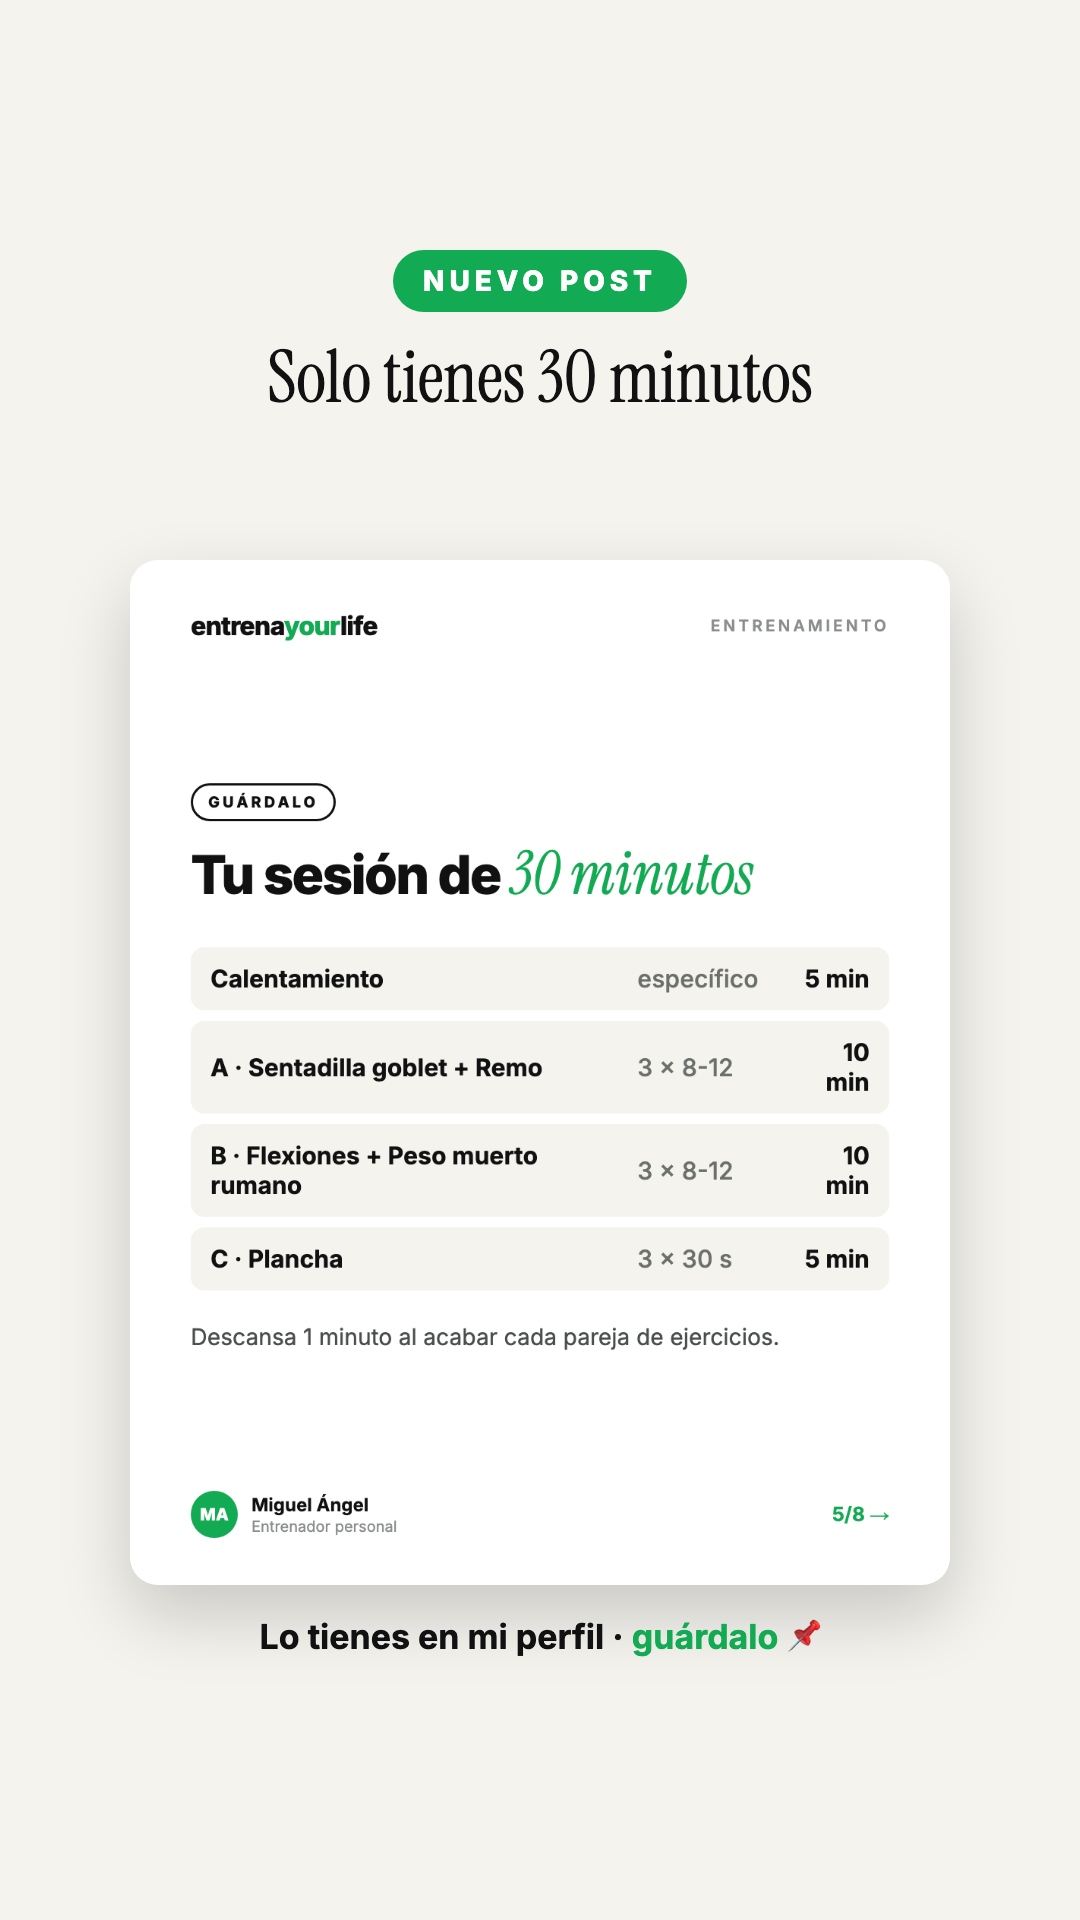 NUEVO POST
Solo tienes 30 minutos
entrenayourlife
ENTRENAMIENTO
GUÁRDALO
Tu sesión de 30 minutos
Calentamiento específico 5 min
A · Sentadilla goblet + Remo 3 × 8-12 10 min
B · Flexiones + Peso muerto
rumano 3 × 8-12 10 min
C · Plancha 3 × 30 s 5 min
Descansa 1 minuto al acabar cada pareja de ejercicios.
MA
Miguel Ángel
Entrenador personal
5/8 →
Lo tienes en mi perfil · guárdalo 📌